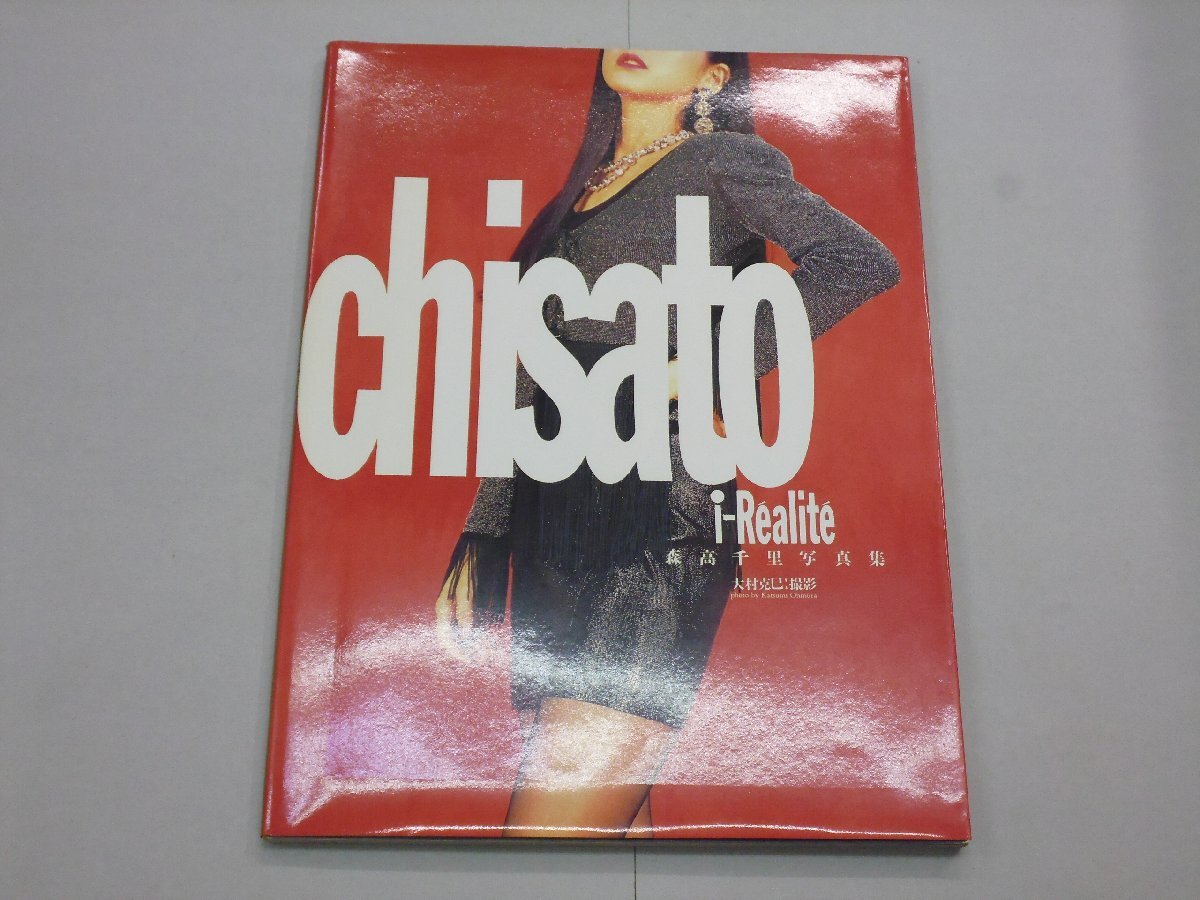 chisato
i-Réalité
森高千里写真集
大村克巳撮影
photo by Katsumi Ohmura